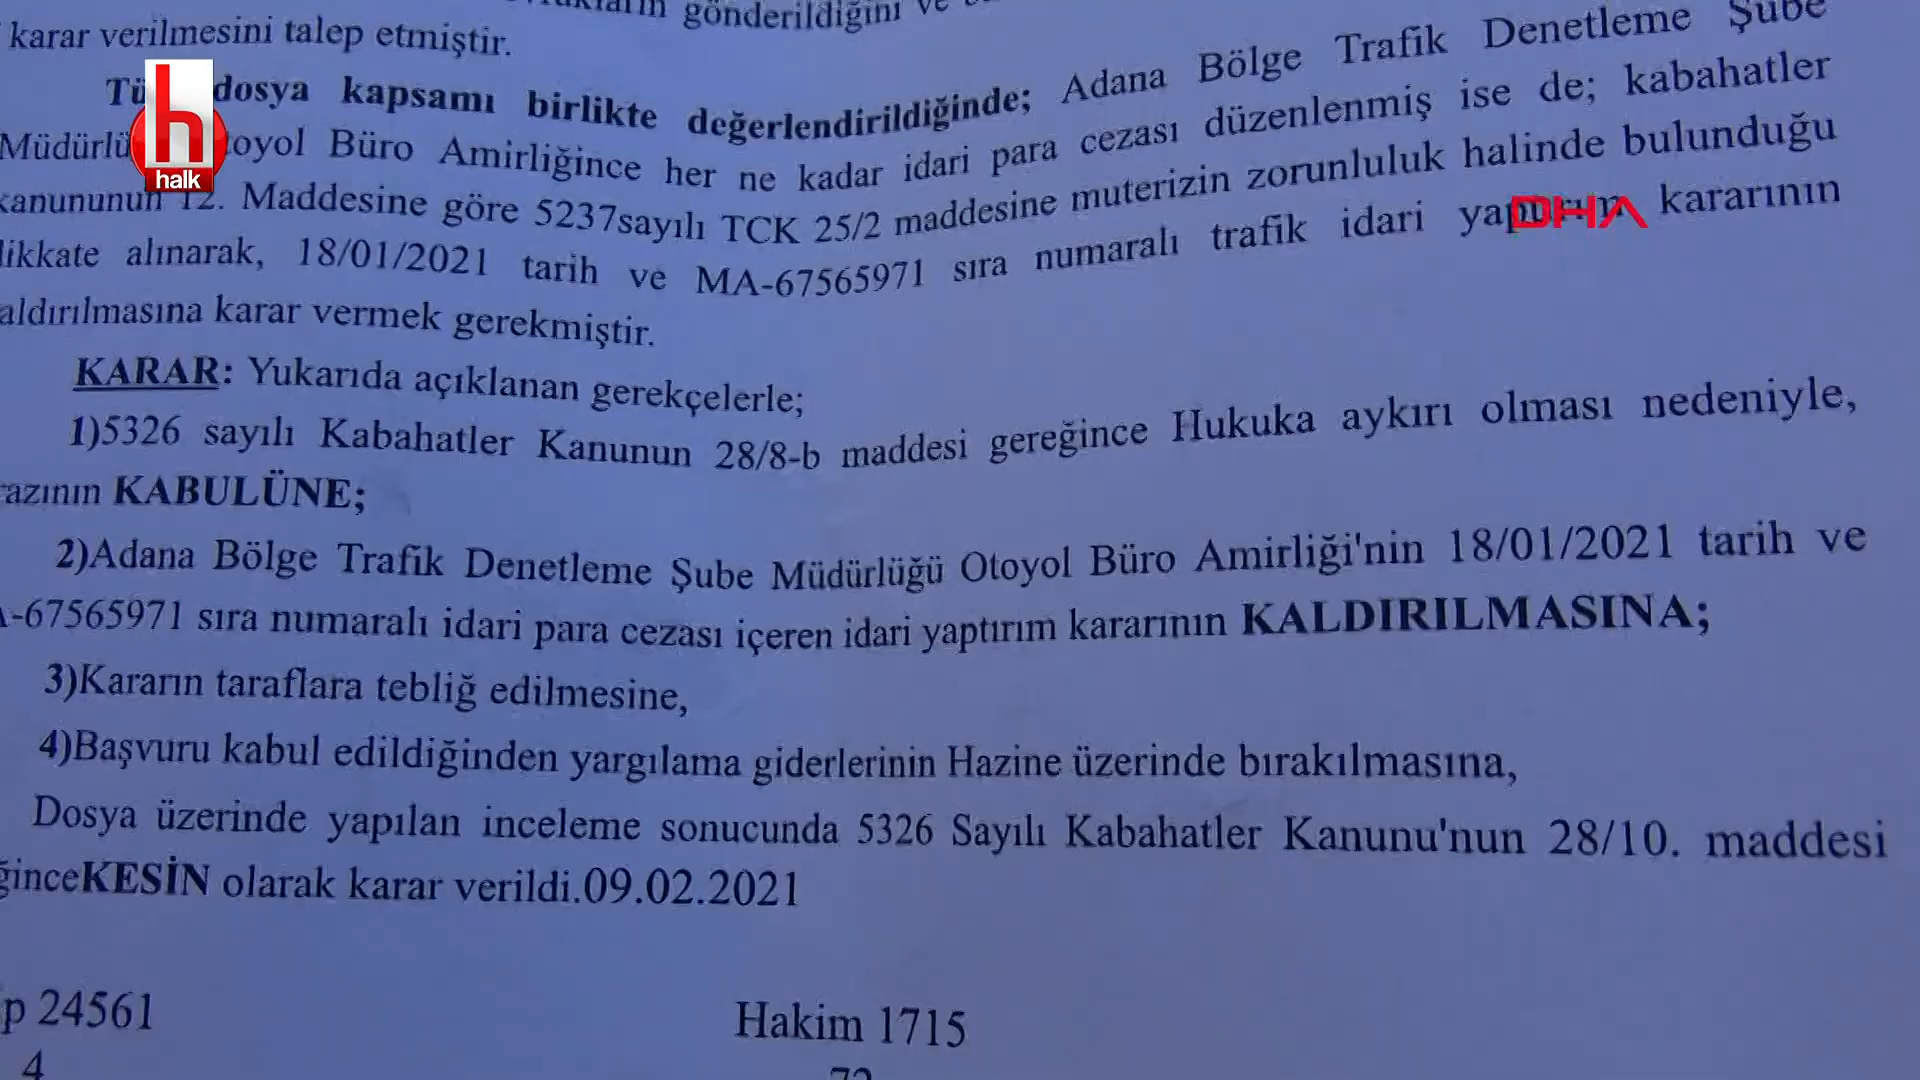 gönderildiğini ve
karar verilmesini talep etmiştir.
dosya kapsamı birlikte değerlendirildiğinde; Adana Bölge Trafik Denetleme Şube
Müdürlü oyol Büro Amirliğince her ne kadar idari para cezası düzenlenmiş ise de; kabahatler
kanununun 12. Maddesine göre 5237sayılı TCK 25/2 maddesine muterizin zorunluluk halinde bulunduğu
likkate alınarak, 18/01/2021 tarih ve MA-67565971 sıra numaralı trafik idari kararının
aldırılmasına karar vermek gerekmiştir.
KARAR: Yukarıda açıklanan gerekçelerle;
1)5326 sayılı Kabahatler Kanunun 28/8-b maddesi gereğince Hukuka aykırı olması nedeniyle,
azının KABULÜNE;
2)Adana Bölge Trafik Denetleme Şube Müdürlüğü Otoyol Büro Amirliği'nin 18/01/2021 tarih ve
-67565971 sıra numaralı idari para cezası içeren idari yaptırım kararının KALDIRILMASINA;
3)Kararın taraflara tebliğ edilmesine,
4)Başvuru kabul edildiğinden yargılama giderlerinin Hazine üzerinde bırakılmasına,
Dosya üzerinde yapılan inceleme sonucunda 5326 Sayılı Kabahatler Kanunu'nun 28/10. maddesi
ğinceKESİN olarak karar verildi.09.02.2021
p 24561
Hakim 1715
4
h
halk
DHA